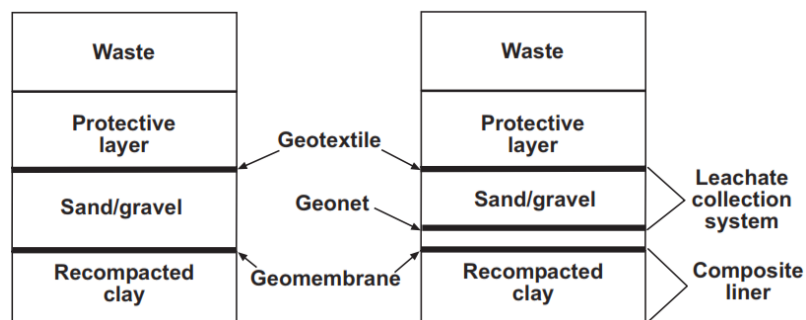 Waste
Waste
Protective
layer
Geotextile
Protective
layer
Sand/gravel
Geonet
Sand/gravel
Leachate
collection
system
Recompacted
clay
Geomembrane
Recompacted
clay
Composite
liner